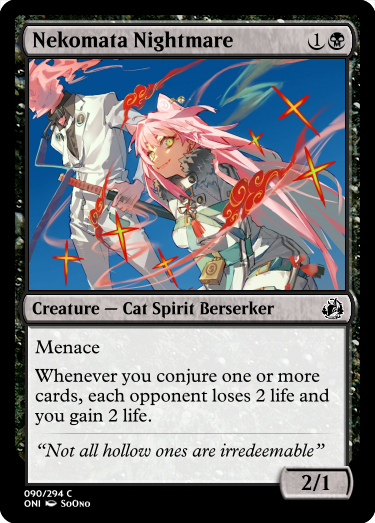 Nekomata Nightmare 1
Creature — Cat Spirit Berserker
Menace
Whenever you conjure one or more
cards, each opponent loses 2 life and
you gain 2 life.
“Not all hollow ones are irredeemable”
2/1
090/294 C
ONI SoOno